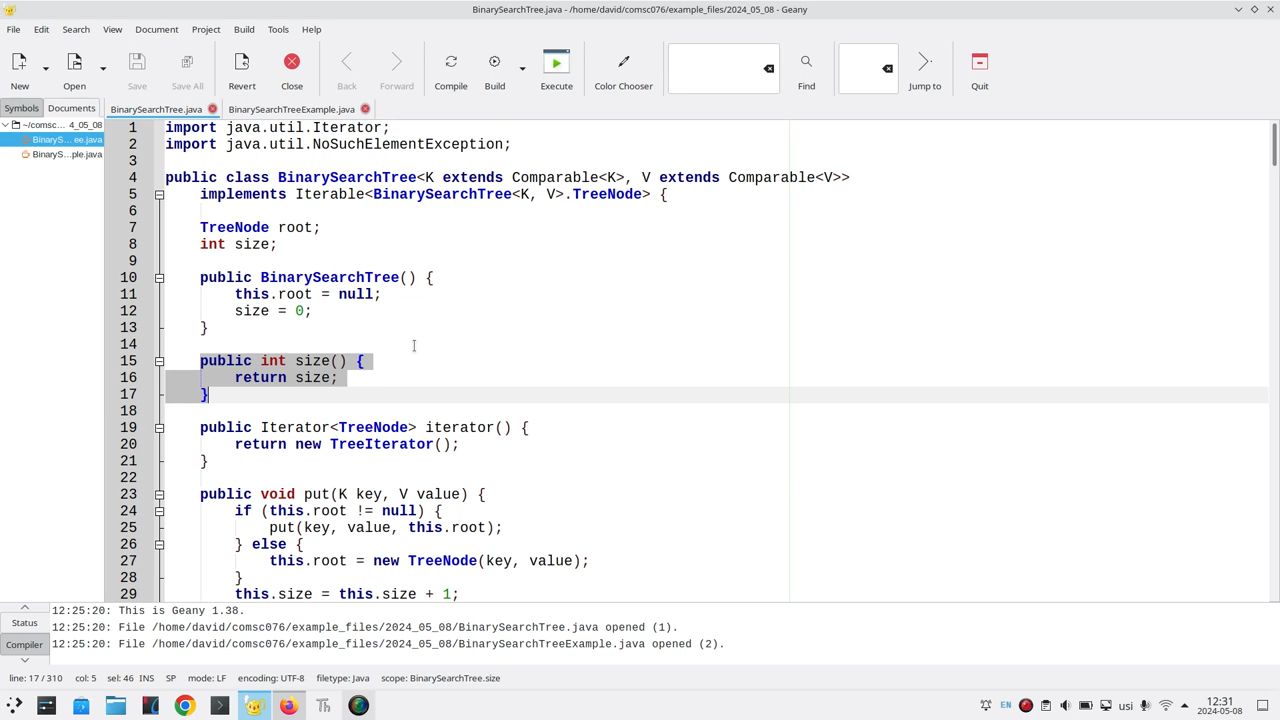 BinarySearchTree.java - /home/david/comsc076/example_files/2024_05_08/ - Geany
File Edit Search View Document Project Build Tools Help
New Open Save Save All Revert Close Back Forward Compile Build Execute Color Chooser Find Jump to Quit
Symbols Documents BinarySearchTree.java BinarySearchTreeExample.java
~/comsc... 4_05_08
BinaryS... ee.java
BinaryS...ple.java
1 import java.util.Iterator;
2 import java.util.NoSuchElementException;
3
4 public class BinarySearchTree<K extends Comparable<K>, V extends Comparable<V>>
5 implements Iterable<BinarySearchTree<K, V>.TreeNode> {
6
7 TreeNode root;
8 int size;
9
10 public BinarySearchTree() {
11 this.root = null;
12 size = 0;
13 }
14
15 public int size() {
16 return size;
17 }
18
19 public Iterator<TreeNode> iterator() {
20 return new TreeIterator();
21 }
22
23 public void put(K key, V value) {
24 if (this.root != null) {
25 put(key, value, this.root);
26 } else {
27 this.root = new TreeNode(key, value);
28 }
29 this.size = this.size + 1;
Status
Compiler
12:25:20: This is Geany 1.38.
12:25:20: File /home/david/comsc076/example_files/2024_05_08/BinarySearchTree.java opened (1).
12:25:20: File /home/david/comsc076/example_files/2024_05_08/BinarySearchTreeExample.java opened (2).
line: 17 / 310 col: 5 sel: 46 INS SP mode: LF encoding: UTF-8 filetype: Java scope: BinarySearchTree.size
Th EN usi 12:31
2024-05-08